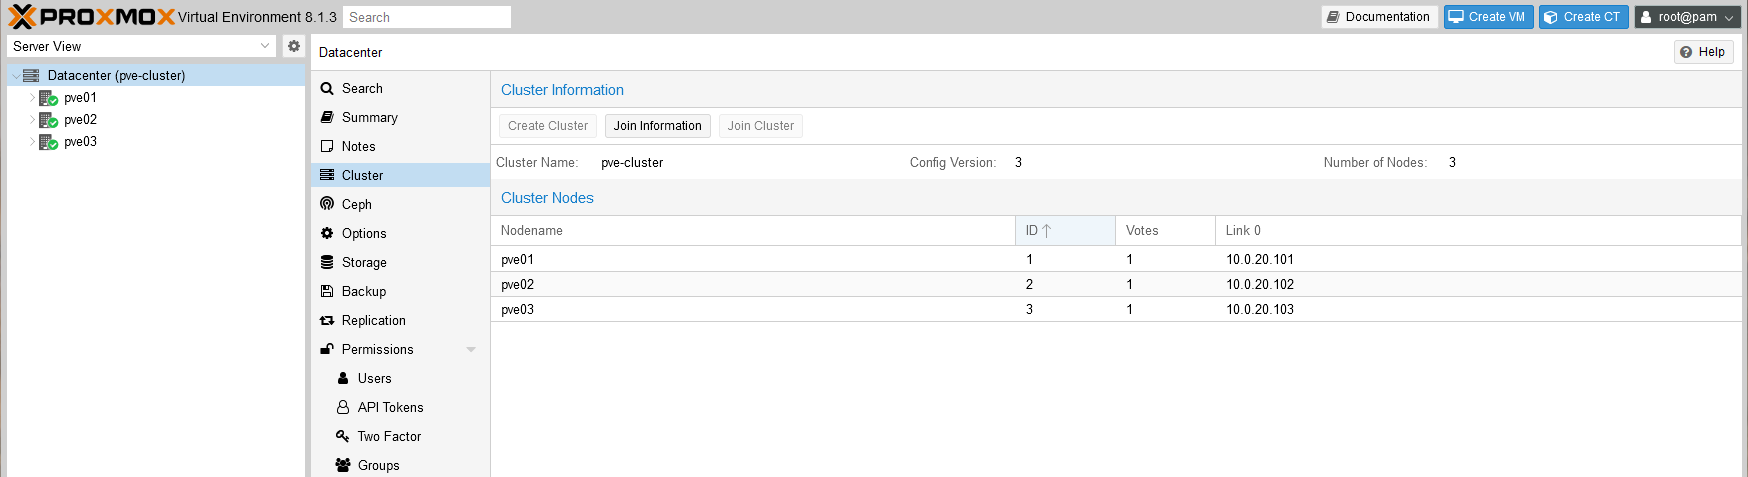 PROXMOX Virtual Environment 8.1.3 Search Documentation Create VM Create CT root@pam
Server View
Datacenter (pve-cluster)
pve01
pve02
pve03
Datacenter Help
Search
Summary
Notes
Cluster
Ceph
Options
Storage
Backup
Replication
Permissions
Users
API Tokens
Two Factor
Groups
Cluster Information
Create Cluster Join Information Join Cluster
Cluster Name: pve-cluster Config Version: 3 Number of Nodes: 3
Cluster Nodes
Nodename ID Votes Link 0
pve01 1 1 10.0.20.101
pve02 2 1 10.0.20.102
pve03 3 1 10.0.20.103